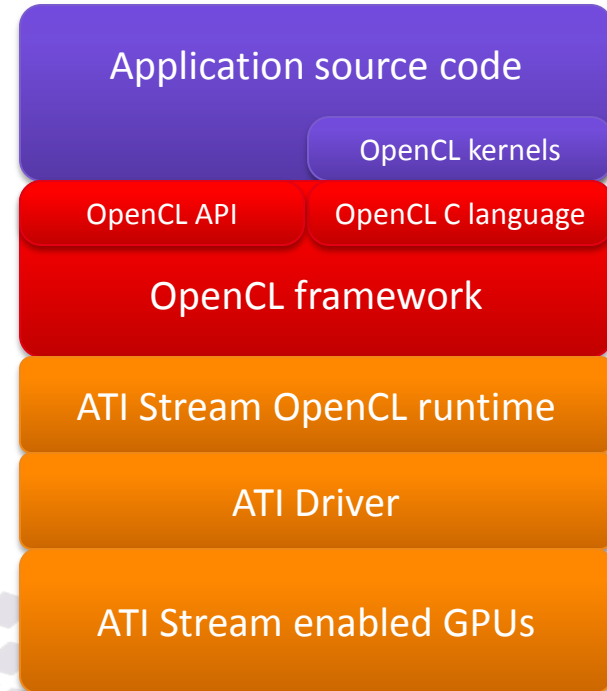 Application source code
OpenCL kernels
OpenCL API
OpenCL C language
OpenCL framework
ATI Stream OpenCL runtime
ATI Driver
ATI Stream enabled GPUs